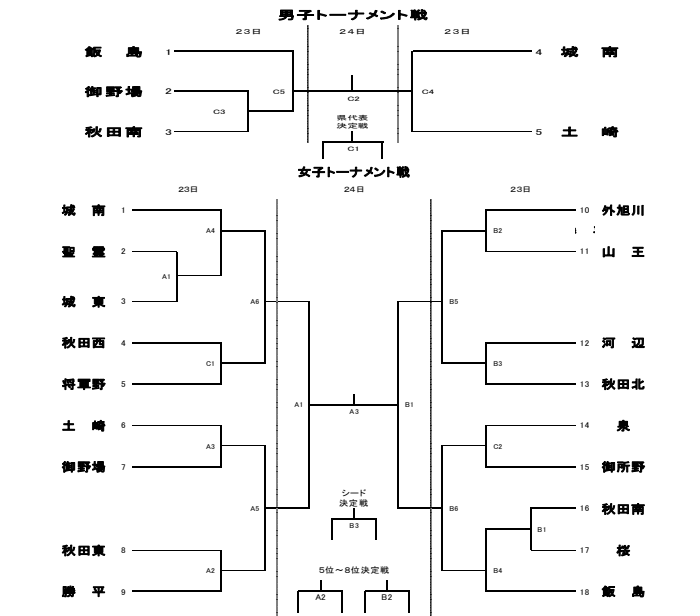 男子トーナメント戦
23日 24日 23日
飯島 1
御野場 2
秋田南 3
C3
C5
C2
C4
4 城南
5 土崎
県代表
決定戦
C1
女子トーナメント戦
23日 24日 23日
城南 1
聖霊 2
城東 3
秋田西 4
将軍野 5
土崎 6
御野場 7
秋田東 8
勝平 9
A4
A1
A6
C1
A3
A5
A2
A1
A3
B1
シード
決定戦
B3
5位～8位決定戦
A2 B2
B2
B5
B3
C2
B6
B1
B4
10 外旭川
11 山王
12 河辺
13 秋田北
14 泉
15 御所野
16 秋田南
17 桜
18 飯島